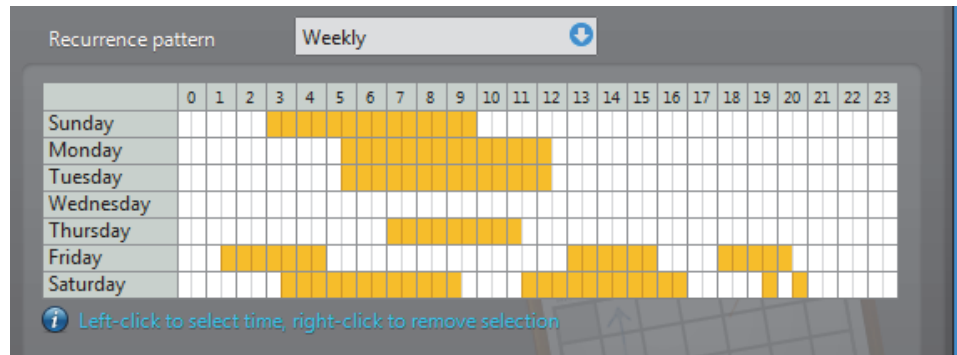 Recurrence pattern Weekly
0 1 2 3 4 5 6 7 8 9 10 11 12 13 14 15 16 17 18 19 20 21 22 23
Sunday
Monday
Tuesday
Wednesday
Thursday
Friday
Saturday
i Left-click to select time, right-click to remove selection